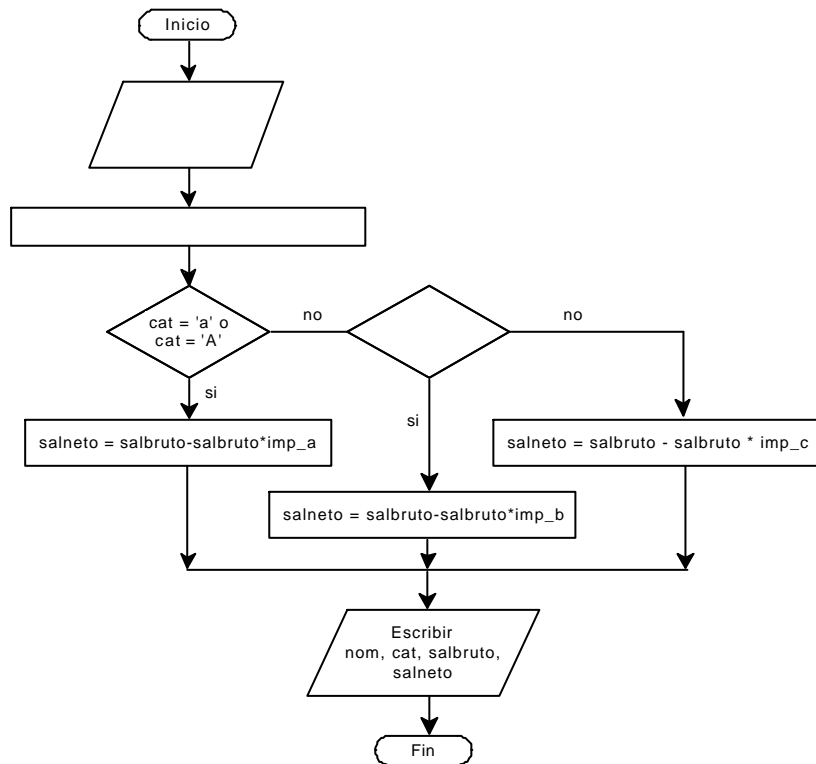 Inicio
cat = 'a' o
cat = 'A'
no
no
si
si
salneto = salbruto-salbruto*imp_a
salneto = salbruto - salbruto * imp_c
salneto = salbruto-salbruto*imp_b
Escribir
nom, cat, salbruto,
salneto
Fin